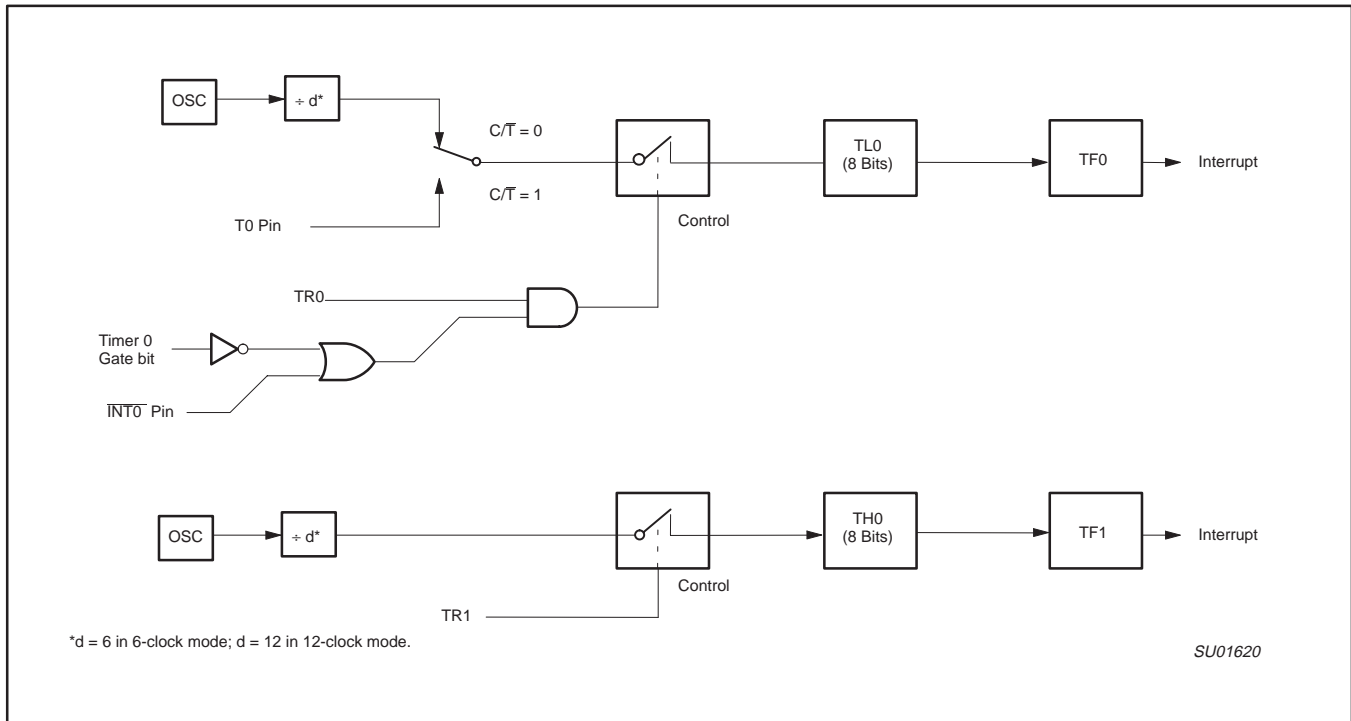 OSC
÷ d*
C/T̅ = 0
C/T̅ = 1
T0 Pin
Control
TL0
(8 Bits)
TF0
Interrupt
TR0
Timer 0
Gate bit
I̅N̅T̅0̅ Pin
OSC
÷ d*
Control
TH0
(8 Bits)
TF1
Interrupt
TR1
*d = 6 in 6-clock mode; d = 12 in 12-clock mode.
SU01620